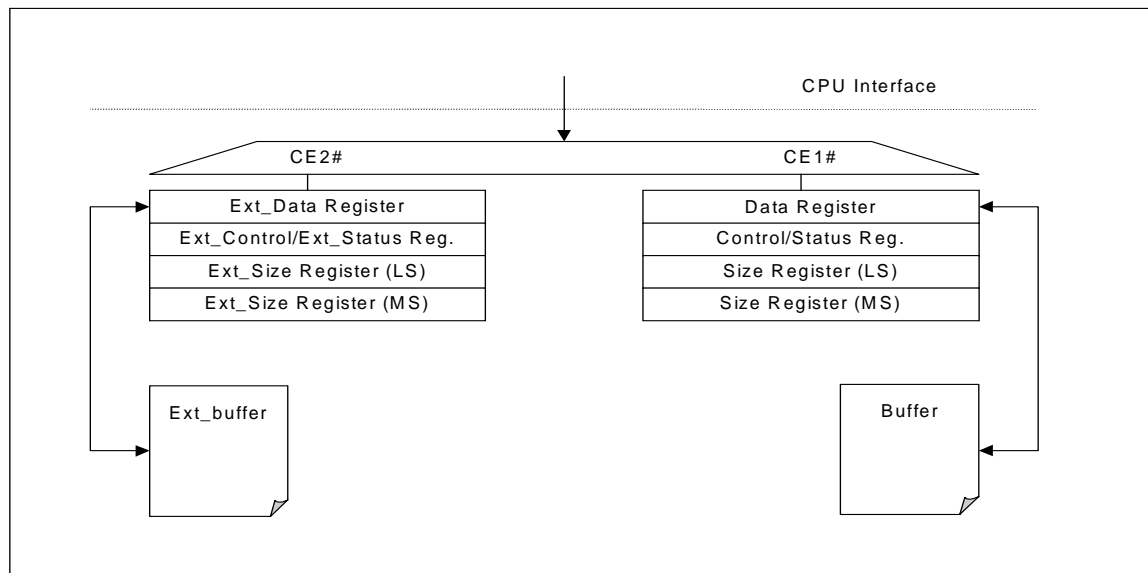 CPU Interface
CE2#
CE1#
Ext_Data Register
Ext_Control/Ext_Status Reg.
Ext_Size Register (LS)
Ext_Size Register (MS)
Data Register
Control/Status Reg.
Size Register (LS)
Size Register (MS)
Ext_buffer
Buffer